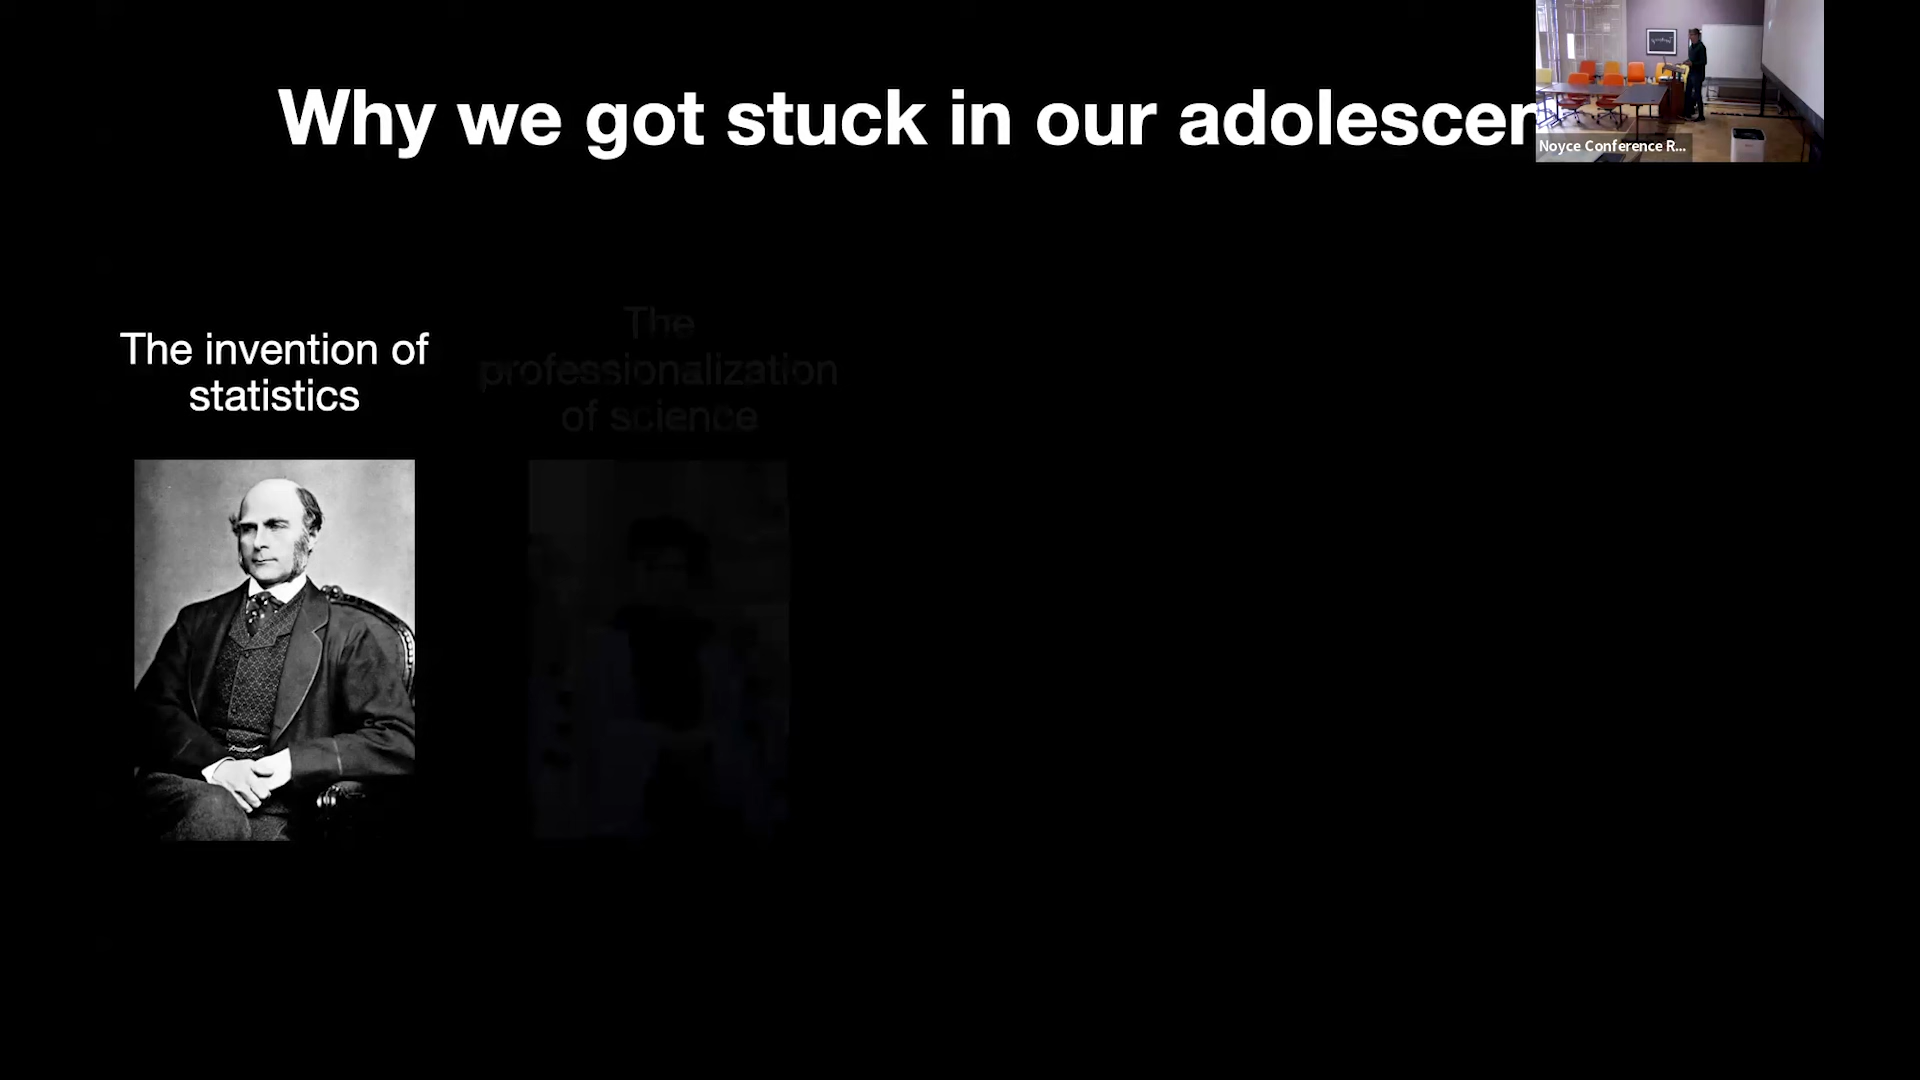 Why we got stuck in our adolescen
Noyce Conference R...
The invention of
statistics
The
professionalization
of science